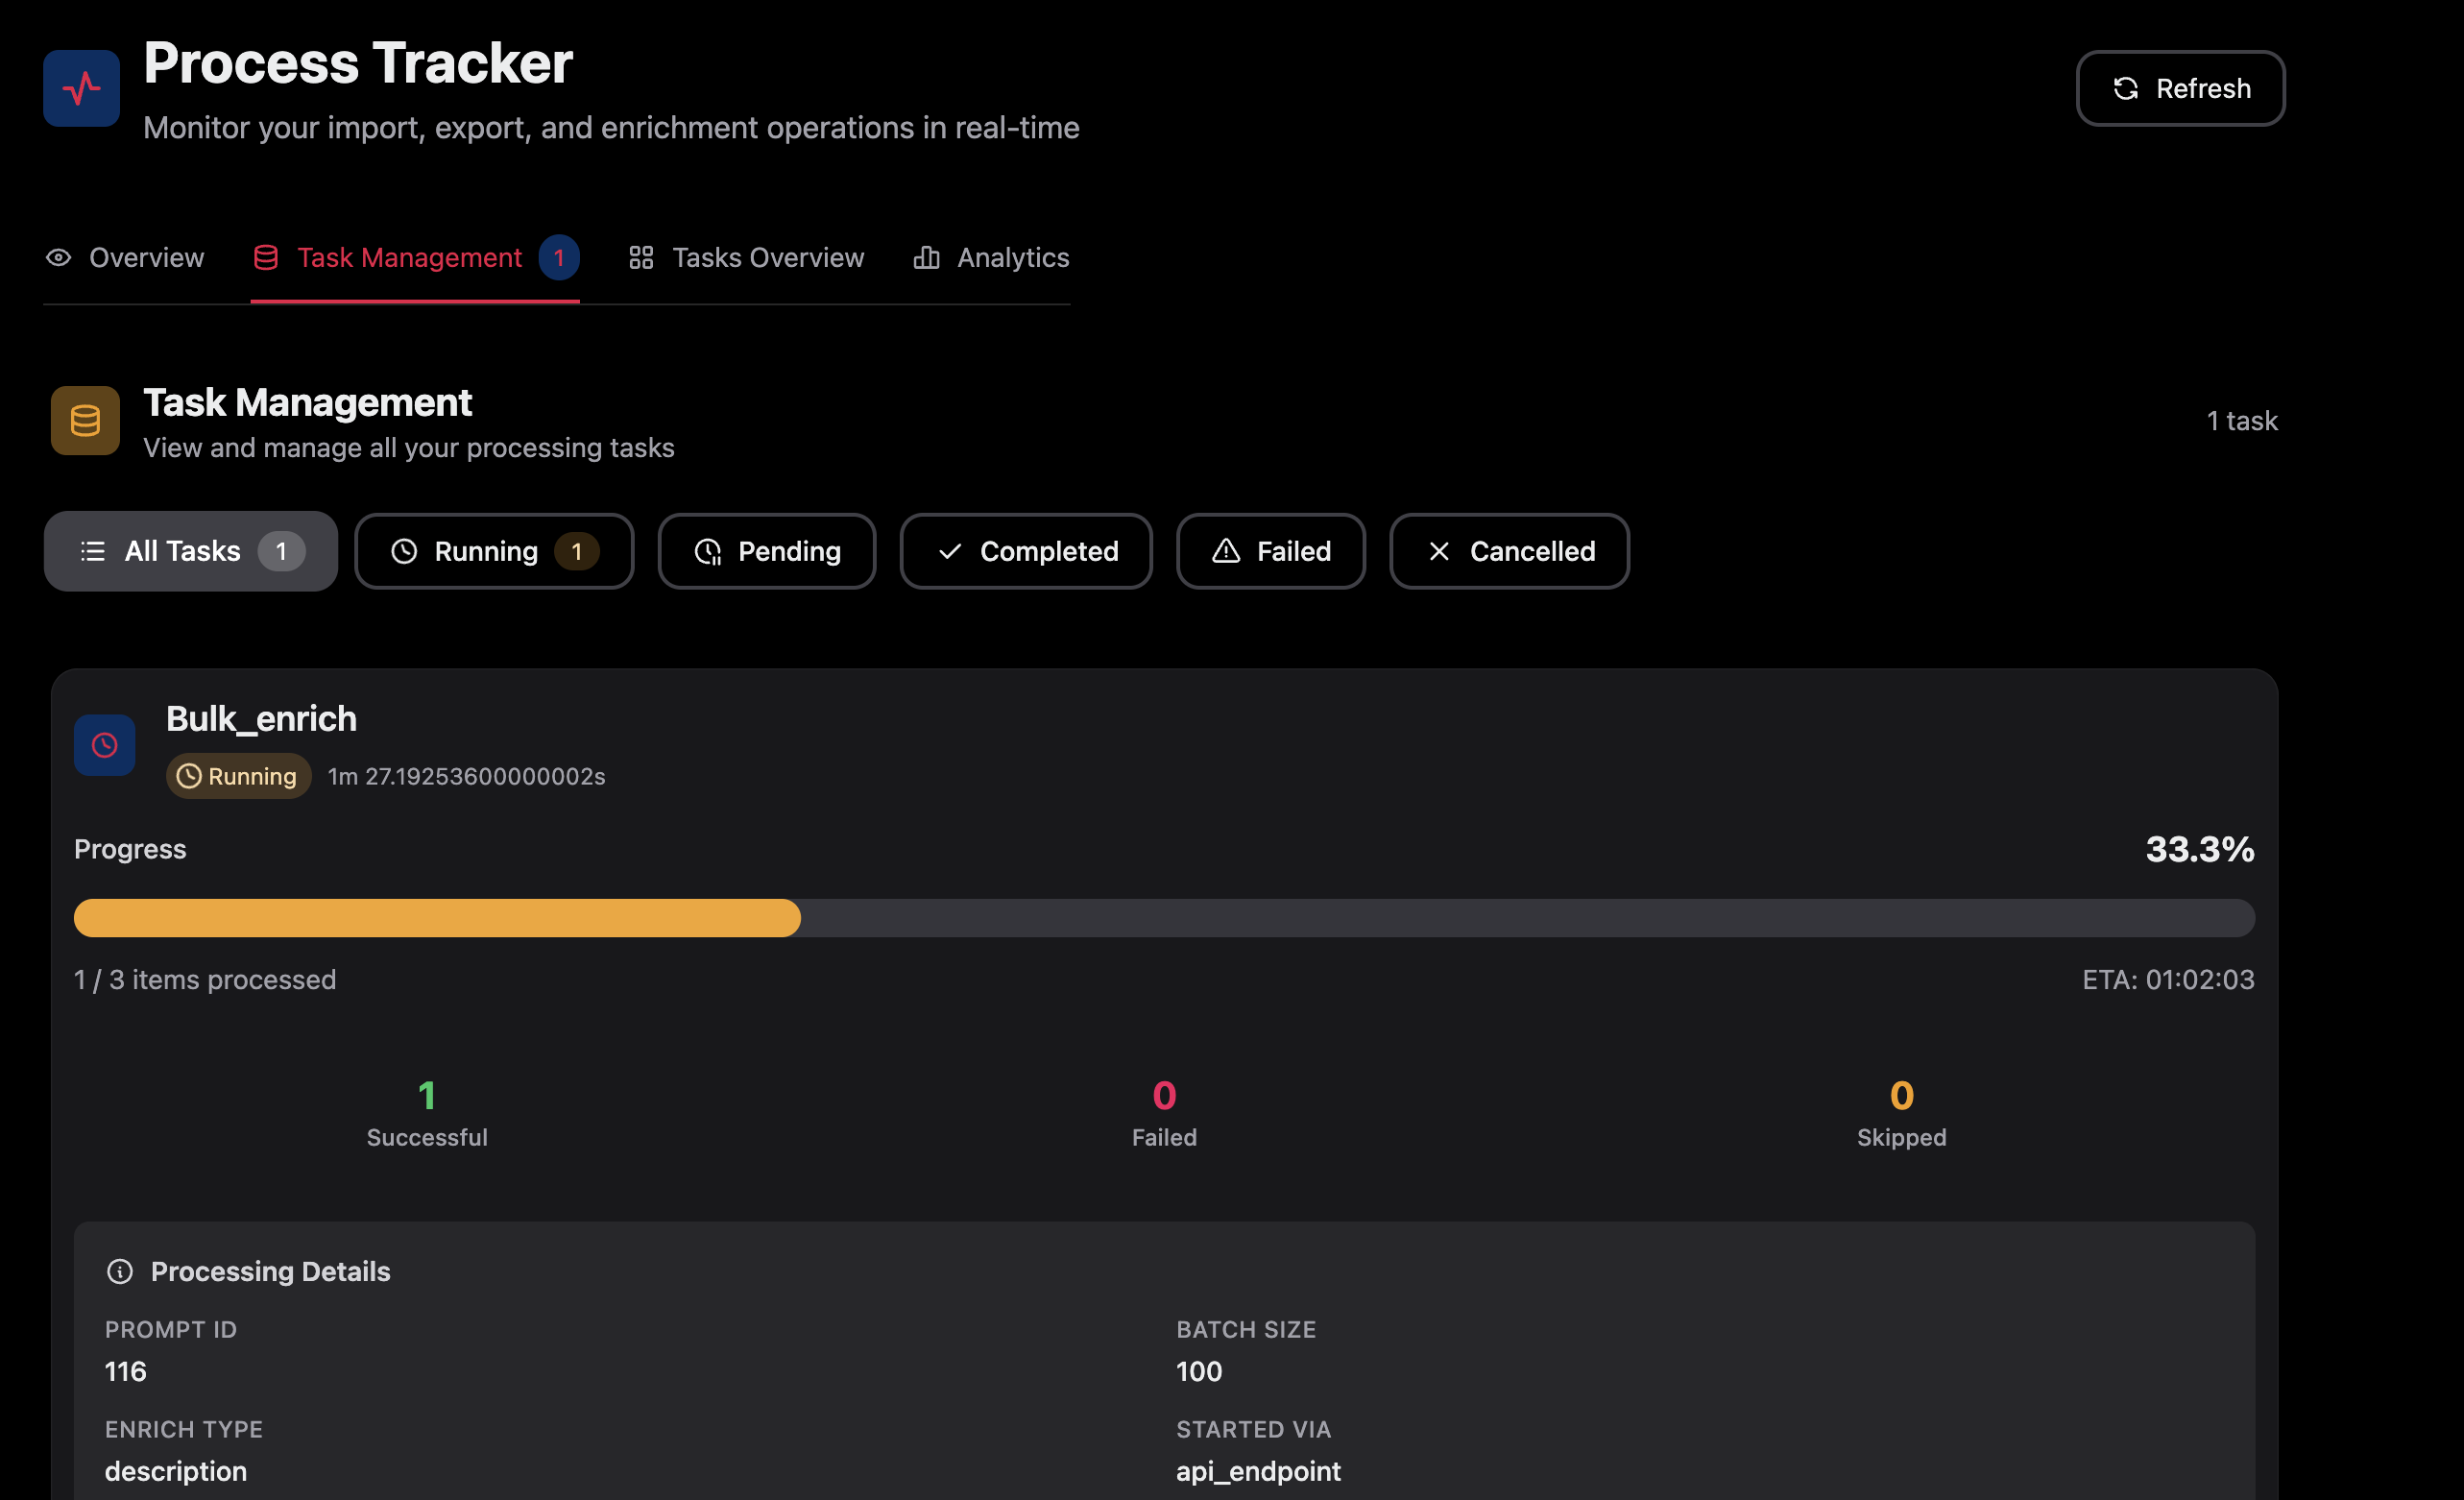 Process Tracker
Monitor your import, export, and enrichment operations in real-time
Refresh
Overview
Task Management 1
Tasks Overview
Analytics
Task Management
View and manage all your processing tasks
1 task
All Tasks 1
Running 1
Pending
Completed
Failed
Cancelled
Bulk_enrich
Running 1m 27.19253600000002s
Progress
33.3%
1 / 3 items processed
ETA: 01:02:03
1
Successful
0
Failed
0
Skipped
Processing Details
PROMPT ID
116
BATCH SIZE
100
ENRICH TYPE
description
STARTED VIA
api_endpoint